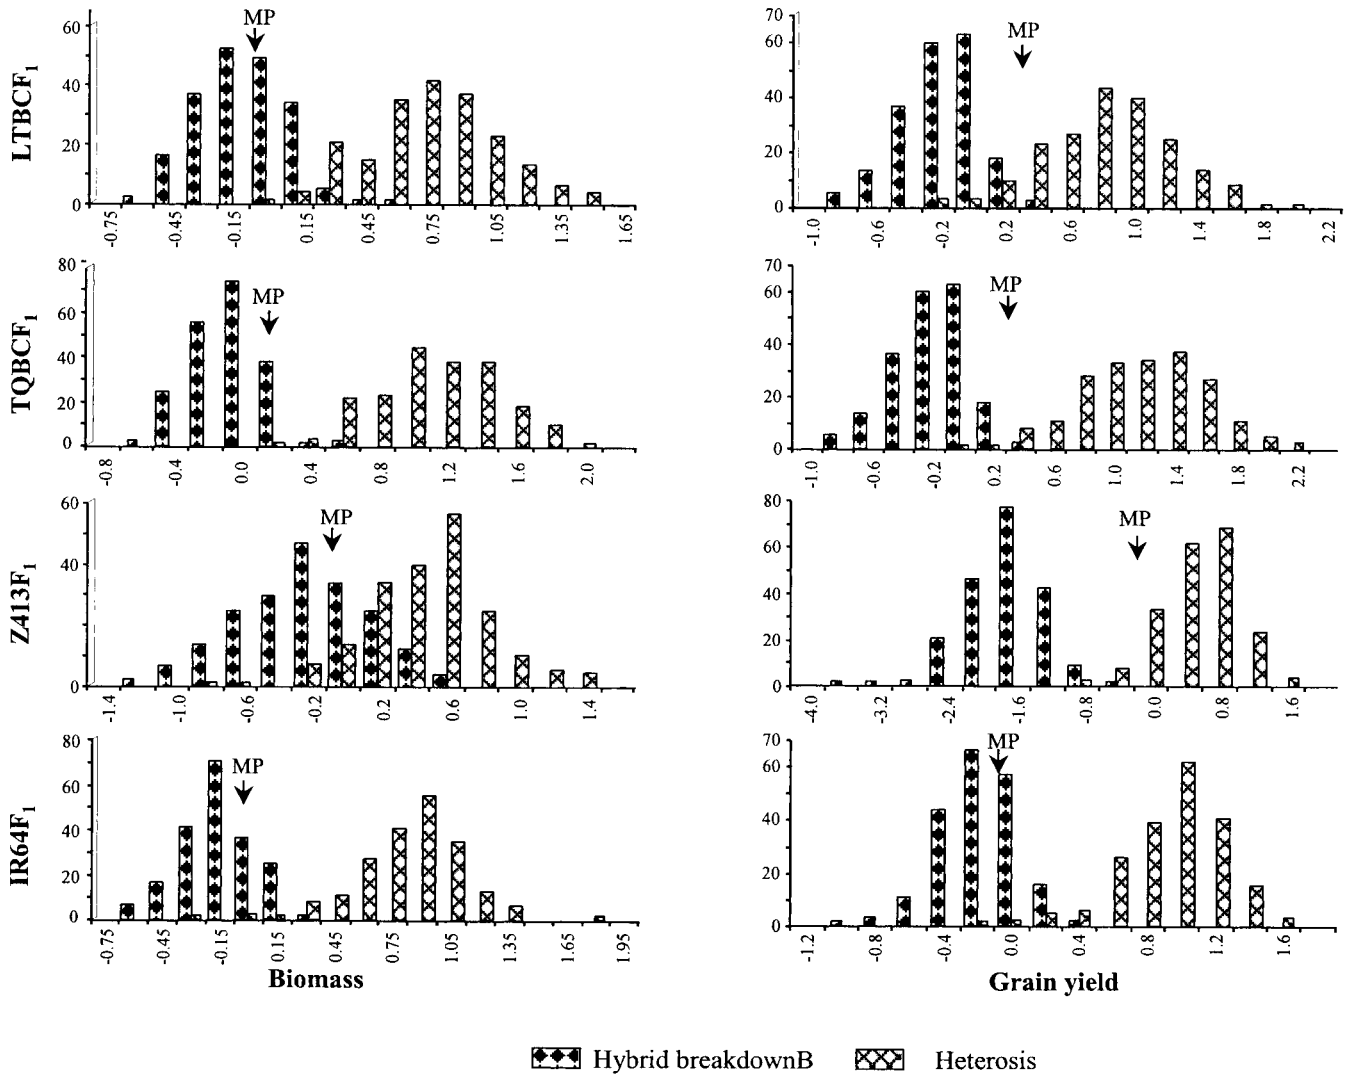 LTBCF1
60
40
20
0
MP
-0.75 -0.45 -0.15 0.15 0.45 0.75 1.05 1.35 1.65
70
60
40
20
0
MP
-1.0 -0.6 -0.2 0.2 0.6 1.0 1.4 1.8 2.2
TQBCF1
80
60
40
20
0
MP
-0.8 -0.4 0.0 0.4 0.8 1.2 1.6 2.0
70
60
40
20
0
MP
-1.0 -0.6 -0.2 0.2 0.6 1.0 1.4 1.8 2.2
Z413F1
60
40
0
MP
-1.4 -1.0 -0.6 -0.2 0.2 0.6 1.0 1.4
80
60
40
20
0
MP
-4.0 -3.2 -2.4 -1.6 -0.8 0.0 0.8 1.6
IR64F1
80
60
40
20
0
MP
-0.75 -0.45 -0.15 0.15 0.45 0.75 1.05 1.35 1.65 1.95
Biomass
70
60
40
20
0
MP
-1.2 -0.8 -0.4 0.0 0.4 0.8 1.2 1.6
Grain yield
Hybrid breakdownB Heterosis